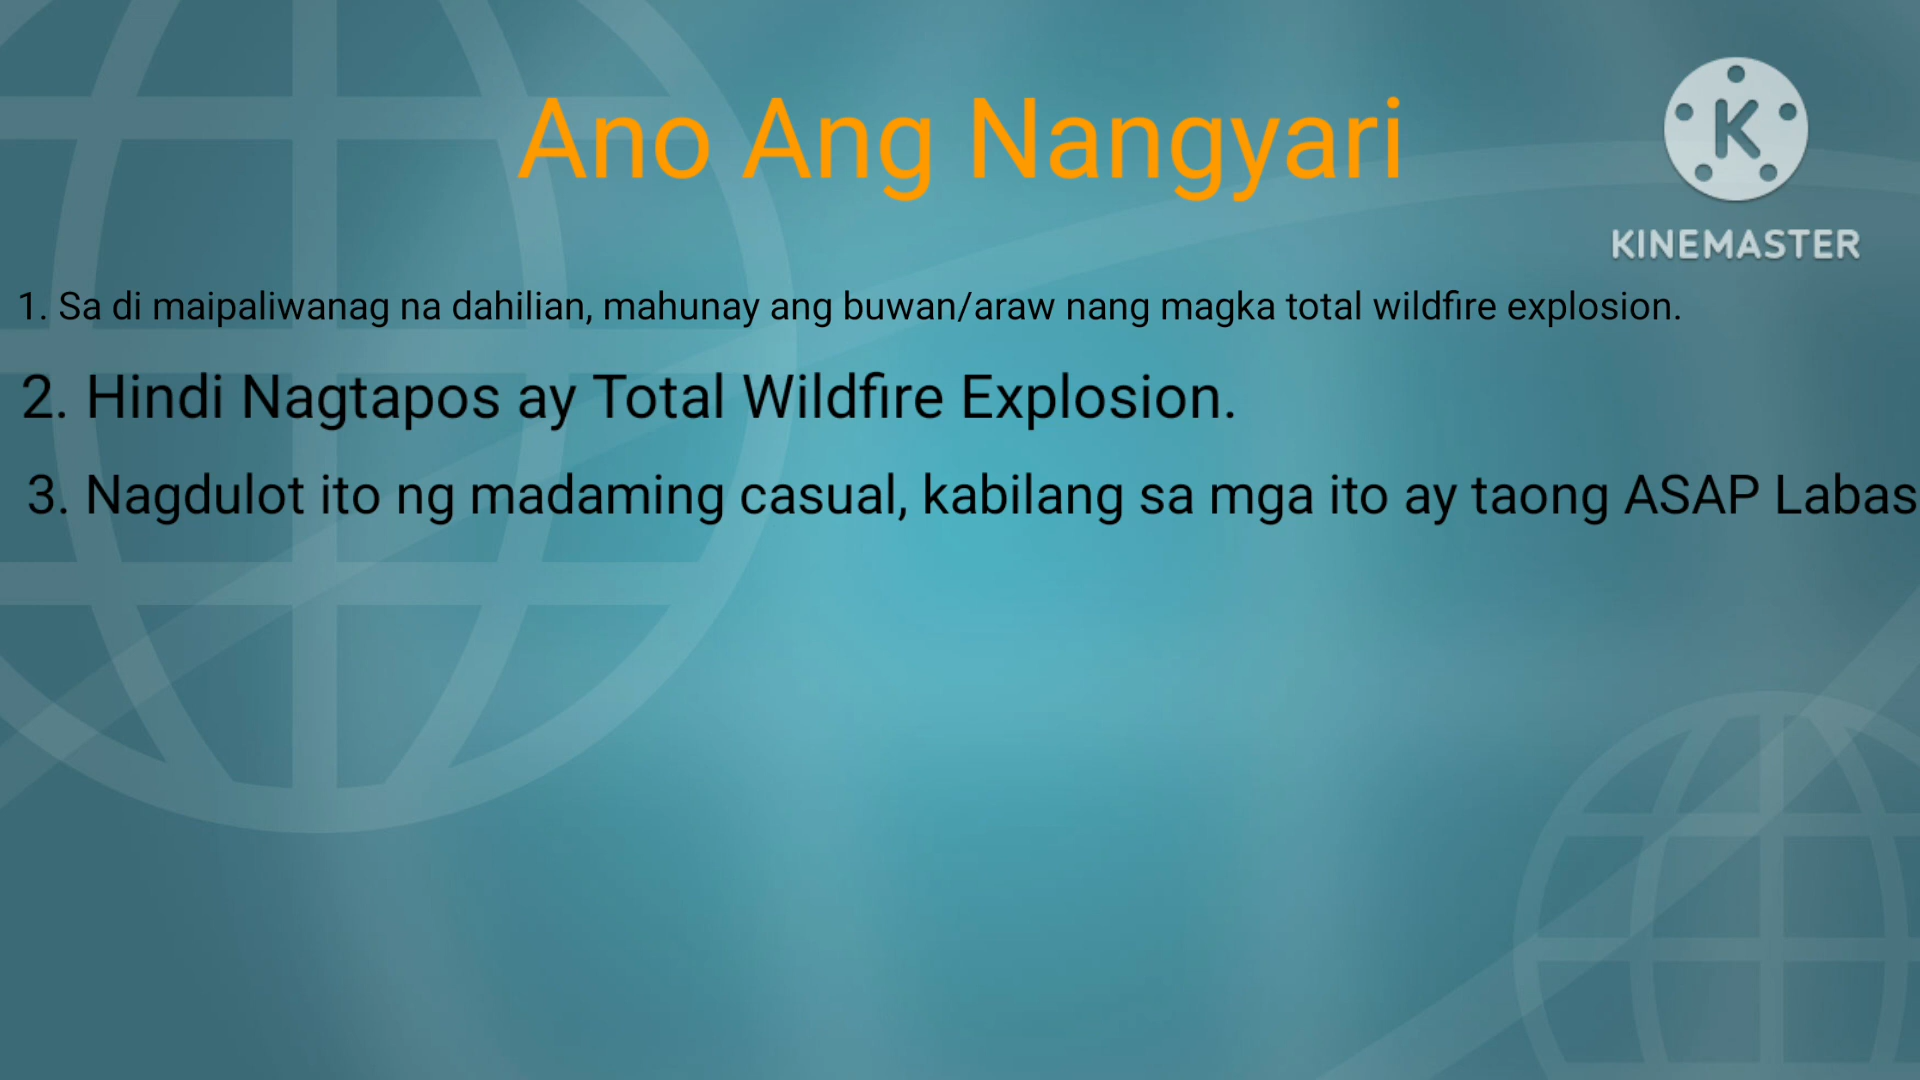 Ano Ang Nangyari
K
KINEMASTER
1. Sa di maipaliwanag na dahilian, mahunay ang buwan/araw nang magka total wildfire explosion.
2. Hindi Nagtapos ay Total Wildfire Explosion.
3. Nagdulot ito ng madaming casual, kabilang sa mga ito ay taong ASAP Labas